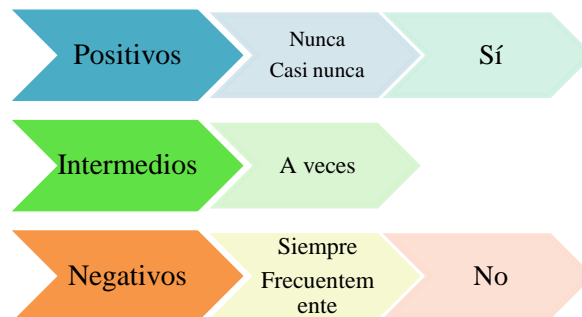 Positivos
Nunca
Casi nunca
Sí
Intermedios
A veces
Negativos
Siempre
Frecuentem
ente
No